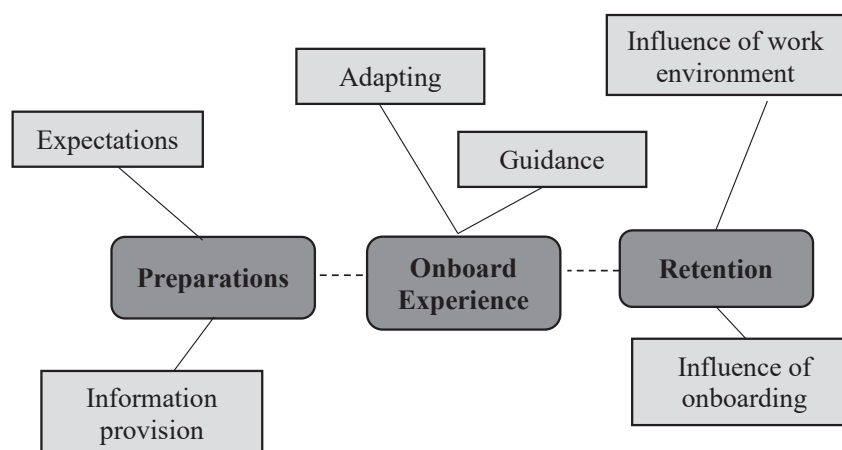 Influence of work
environment
Adapting
Expectations
Guidance
Preparations
Onboard
Experience
Retention
Information
provision
Influence of
onboarding